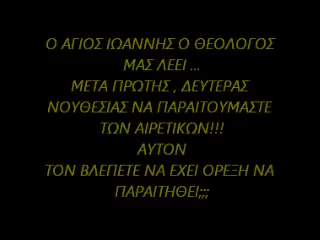 Ο ΑΓΙΟΣ ΙΩΑΝΝΗΣ Ο ΘΕΟΛΟΓΟΣ
ΜΑΣ ΛΕΕΙ ...
ΜΕΤΑ ΠΡΩΤΗΣ , ΔΕΥΤΕΡΑΣ
ΝΟΥΘΕΣΙΑΣ ΝΑ ΠΑΡΑΙΤΟΥΜΑΣΤΕ
ΤΩΝ ΑΙΡΕΤΙΚΩΝ!!!
ΑΥΤΟΝ
ΤΟΝ ΒΛΕΠΕΤΕ ΝΑ ΕΧΕΙ ΟΡΕΞΗ ΝΑ
ΠΑΡΑΙΤΗΘΕΙ;;;